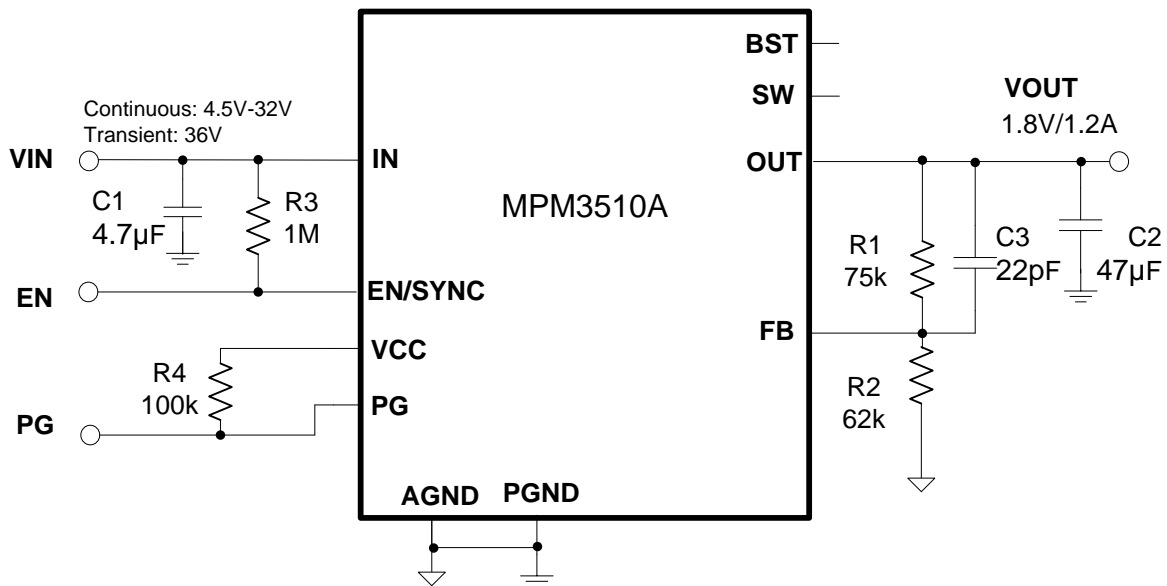 BST
SW
VOUT
1.8V/1.2A
Continuous: 4.5V-32V
Transient: 36V
VIN
IN
OUT
C1
4.7µF
R3
1M
MPM3510A
R1
75k
C3
22pF
C2
47µF
EN
EN/SYNC
FB
VCC
R4
100k
PG
PG
R2
62k
AGND
PGND